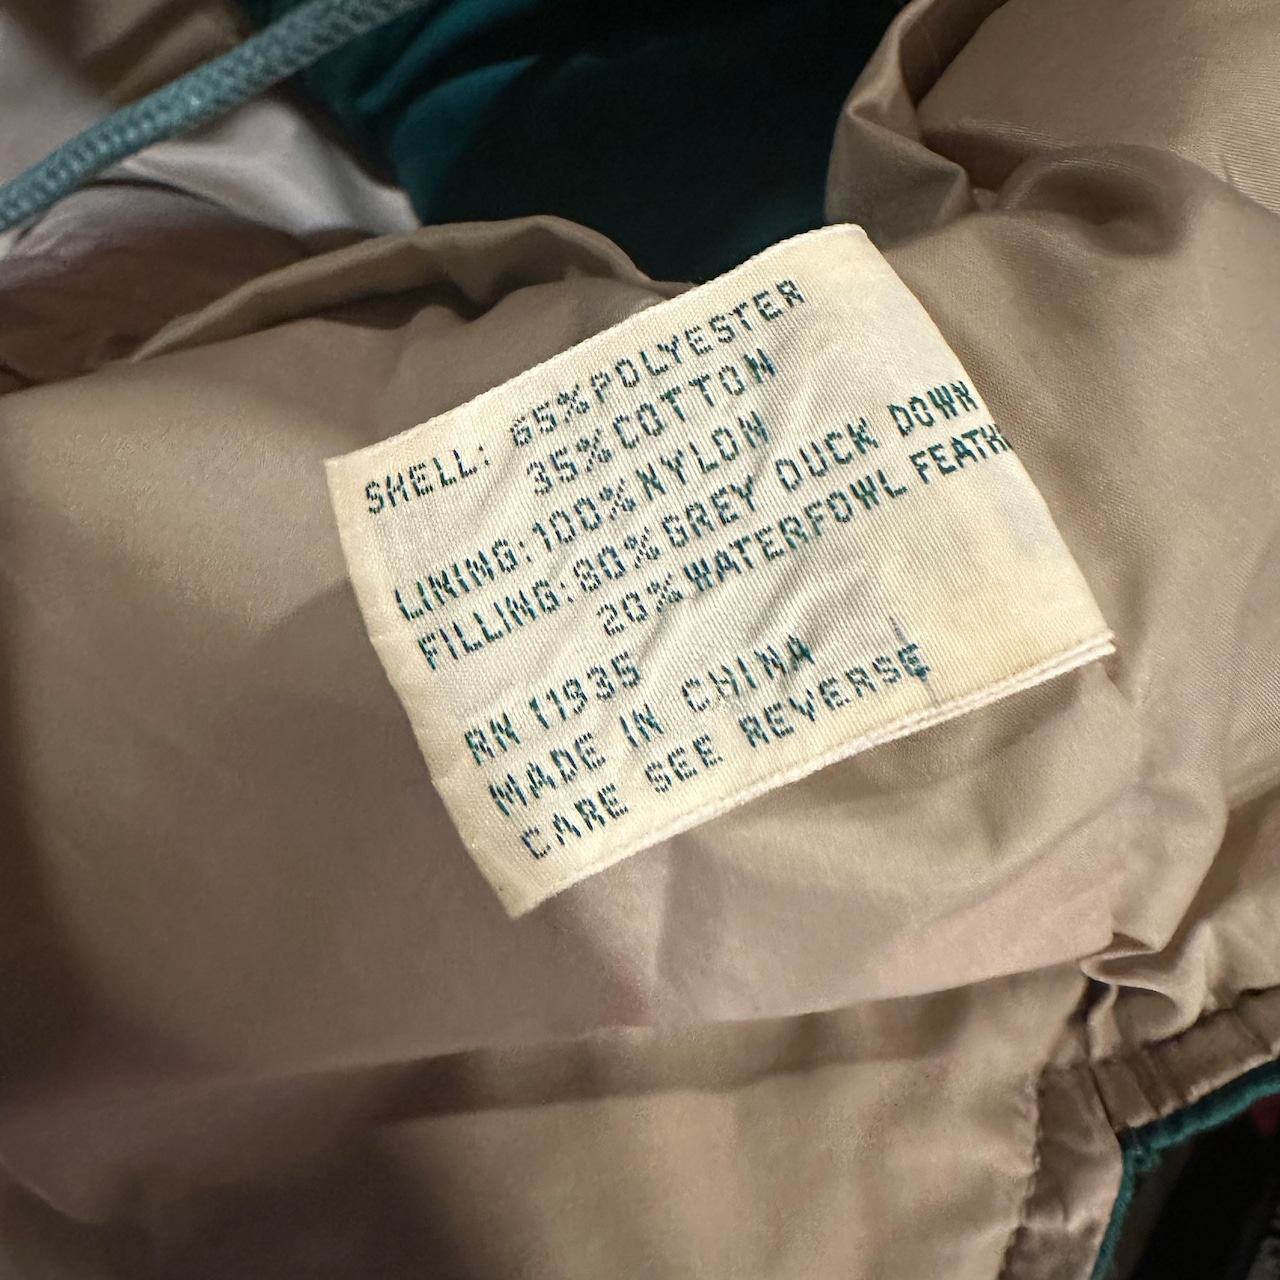 SHELL: 65% POLYESTER
35% COTTON
LINING: 100% NYLON
FILLING: 80% GREY DUCK DOWN
20% WATERFOWL FEATH
RN 11935
MADE IN CHINA
CARE SEE REVERSE